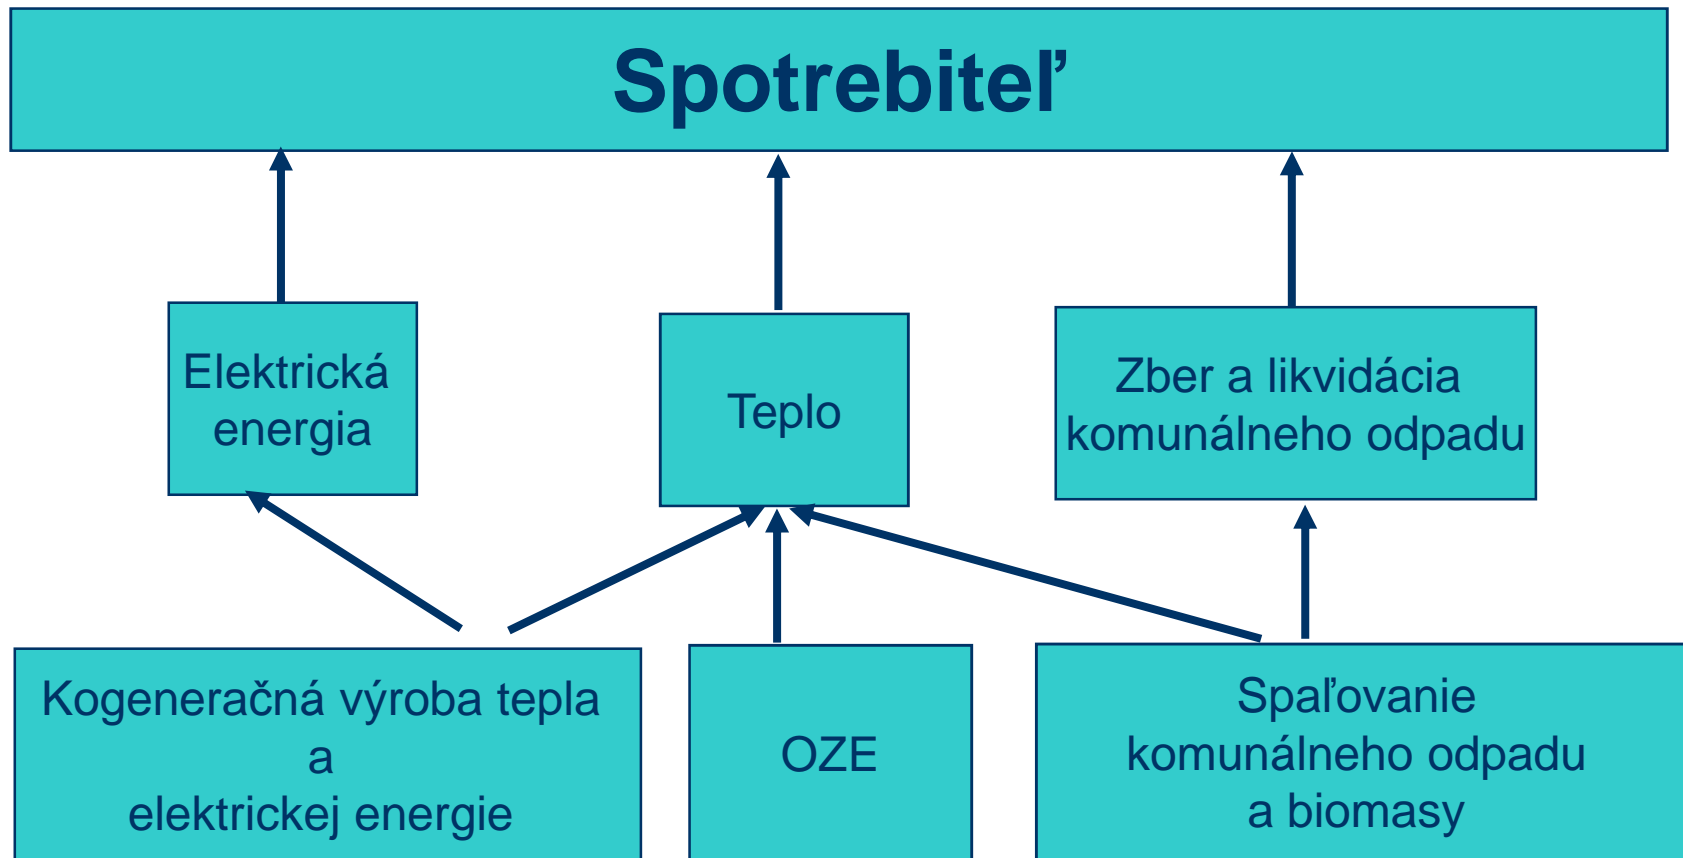 Spotrebiteľ
Elektrická
energia
Teplo
Zber a likvidácia
komunálneho odpadu
Kogeneračná výroba tepla
a
elektrickej energie
OZE
Spaľovanie
komunálneho odpadu
a biomasy